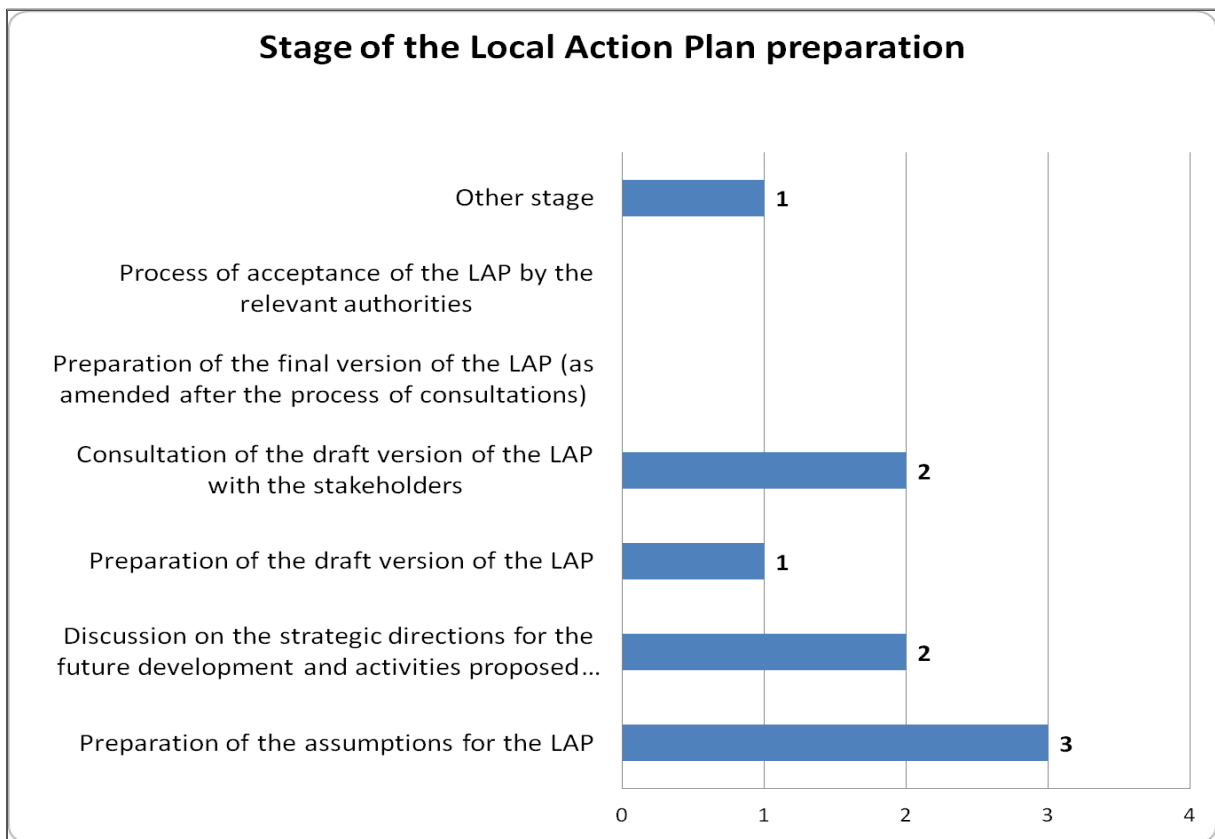 Stage of the Local Action Plan preparation
Other stage
1
Process of acceptance of the LAP by the
relevant authorities
Preparation of the final version of the LAP (as
amended after the process of consultations)
Consultation of the draft version of the LAP
with the stakeholders
2
Preparation of the draft version of the LAP
1
Discussion on the strategic directions for the
future development and activities proposed...
2
Preparation of the assumptions for the LAP
3
0 1 2 3 4